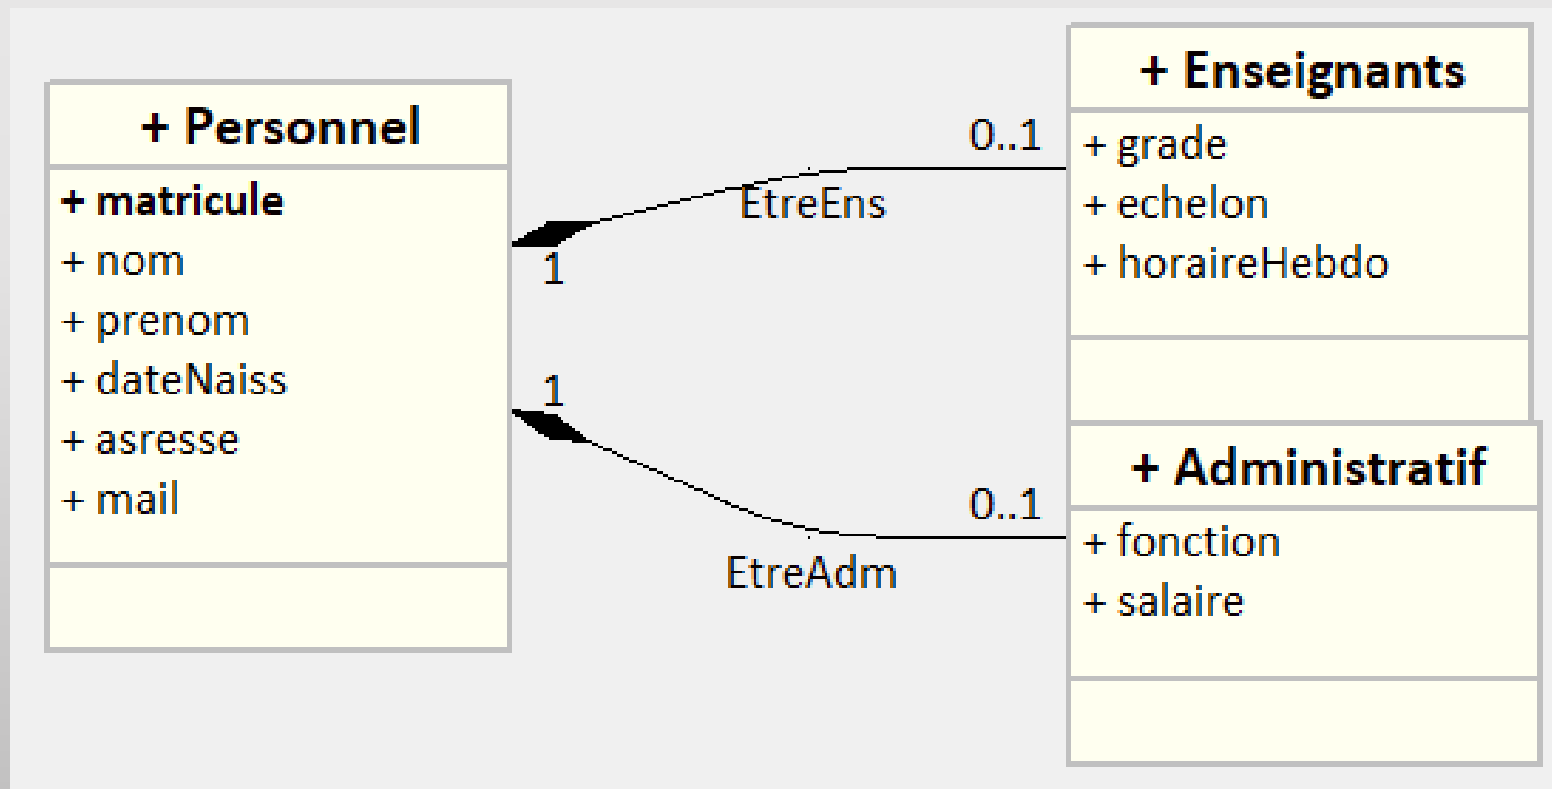 + Personnel
+ matricule
+ nom
+ prenom
+ dateNaiss
+ asresse
+ mail
EtreEns
1
0..1
1
0..1
EtreAdm
+ Enseignants
+ grade
+ echelon
+ horaireHebdo
+ Administratif
+ fonction
+ salaire